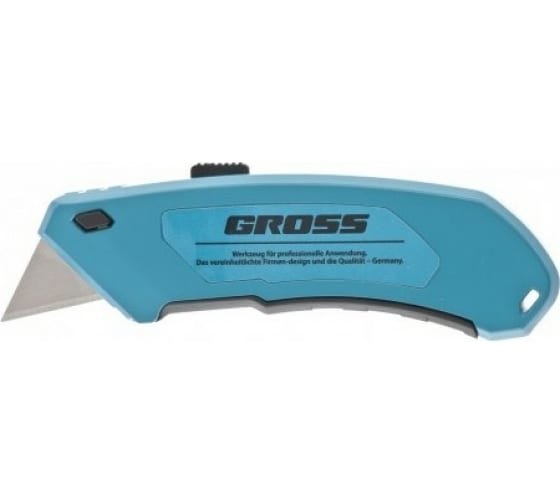 GROSS
Werkzeug für professionelle Anwendung.
Das vereinheitlichte Firmen-design und die Qualität – Germany.